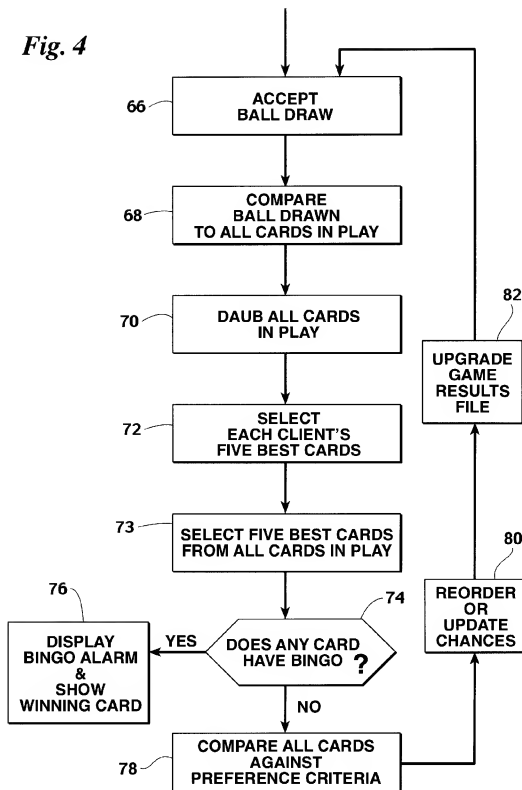 Fig. 4
66
ACCEPT
BALL DRAW
68
COMPARE
BALL DRAWN
TO ALL CARDS IN PLAY
70
DAUB ALL CARDS
IN PLAY
72
SELECT
EACH CLIENT'S
FIVE BEST CARDS
73
SELECT FIVE BEST CARDS
FROM ALL CARDS IN PLAY
74
DOES ANY CARD
HAVE BINGO ?
YES
76
DISPLAY
BINGO ALARM
&
SHOW
WINNING CARD
NO
78
COMPARE ALL CARDS
AGAINST
PREFERENCE CRITERIA
80
REORDER
OR
UPDATE
CHANCES
82
UPGRADE
GAME
RESULTS
FILE